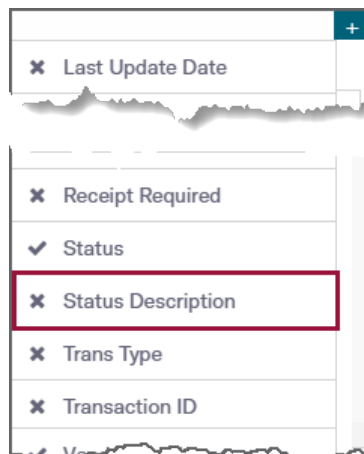 +
Last Update Date
Receipt Required
Status
Status Description
Trans Type
Transaction ID